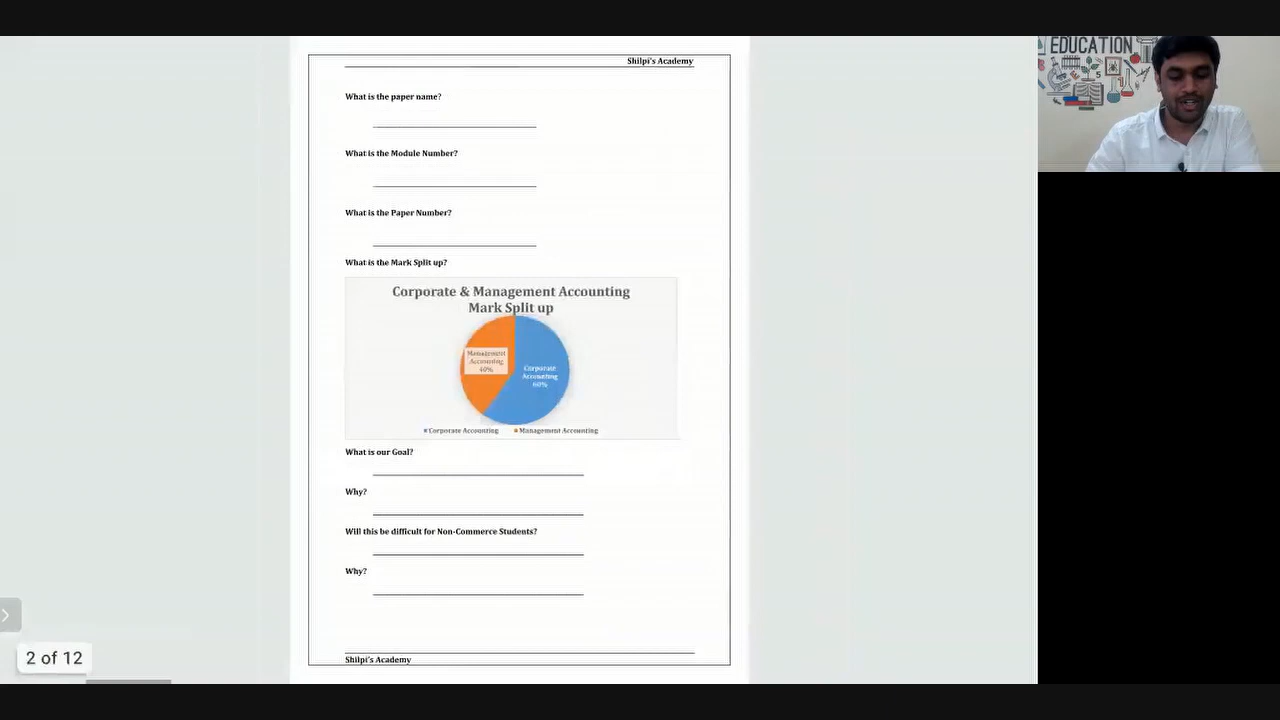 Shilpi's Academy
EDUCATION
What is the paper name?
What is the Module Number?
What is the Paper Number?
What is the Mark Split up?
Corporate & Management Accounting
Mark Split up
Management
Accounting
40%
Corporate
Accounting
60%
Corporate Accounting
Management Accounting
What is our Goal?
Why?
Will this be difficult for Non-Commerce Students?
Why?
2 of 12
Shilpi's Academy